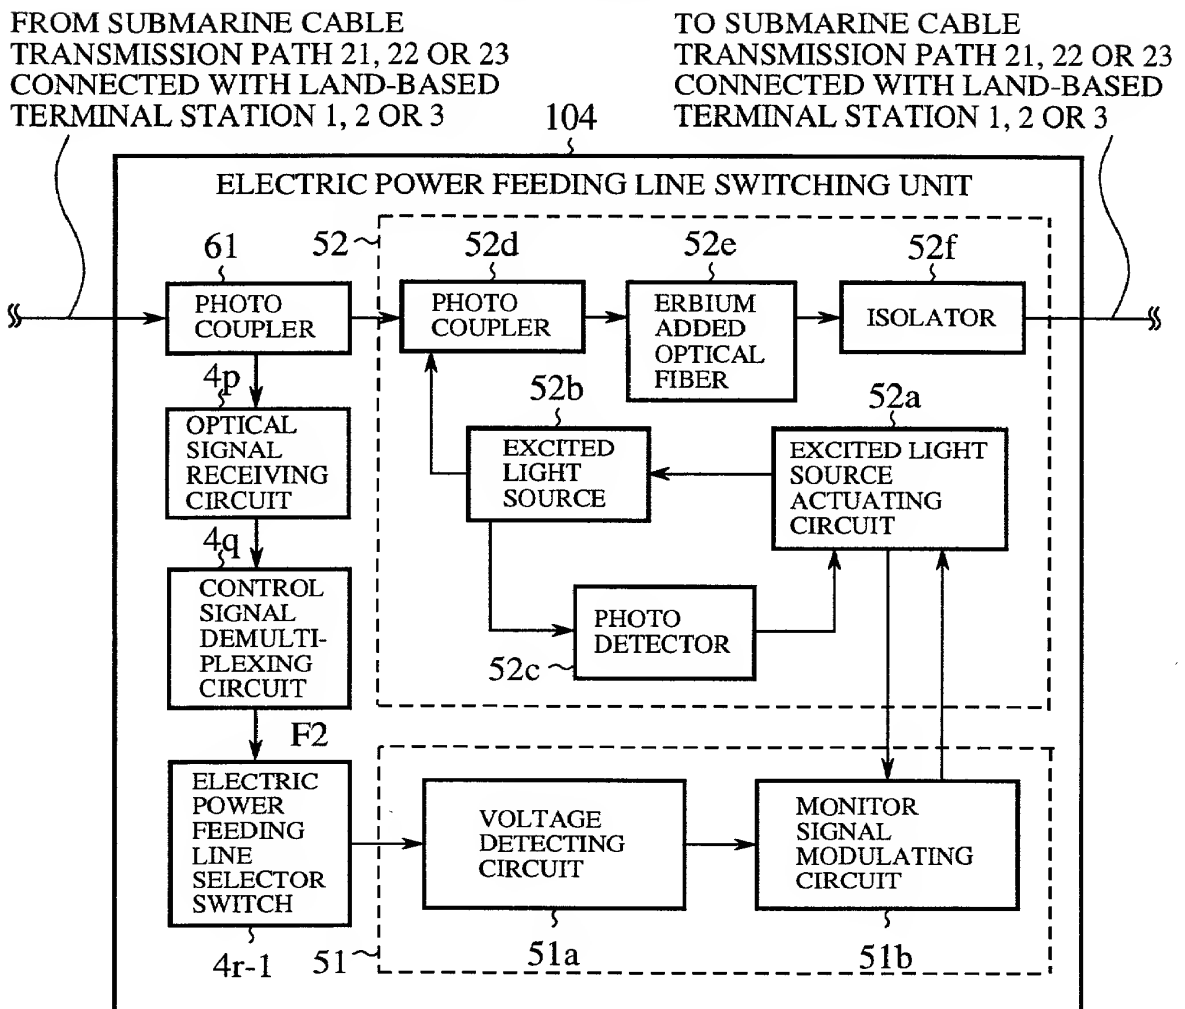 FROM SUBMARINE CABLE
TRANSMISSION PATH 21, 22 OR 23
CONNECTED WITH LAND-BASED
TERMINAL STATION 1, 2 OR 3
TO SUBMARINE CABLE
TRANSMISSION PATH 21, 22 OR 23
CONNECTED WITH LAND-BASED
TERMINAL STATION 1, 2 OR 3
104
ELECTRIC POWER FEEDING LINE SWITCHING UNIT
61
PHOTO
COUPLER
52
52d
PHOTO
COUPLER
52e
ERBIUM
ADDED
OPTICAL
FIBER
52f
ISOLATOR
4p
OPTICAL
SIGNAL
RECEIVING
CIRCUIT
52b
EXCITED
LIGHT
SOURCE
52a
EXCITED LIGHT
SOURCE
ACTUATING
CIRCUIT
4q
CONTROL
SIGNAL
DEMULTI-
PLEXING
CIRCUIT
PHOTO
DETECTOR
52c
F2
ELECTRIC
POWER
FEEDING
LINE
SELECTOR
SWITCH
4r-1
VOLTAGE
DETECTING
CIRCUIT
51a
MONITOR
SIGNAL
MODULATING
CIRCUIT
51b
51